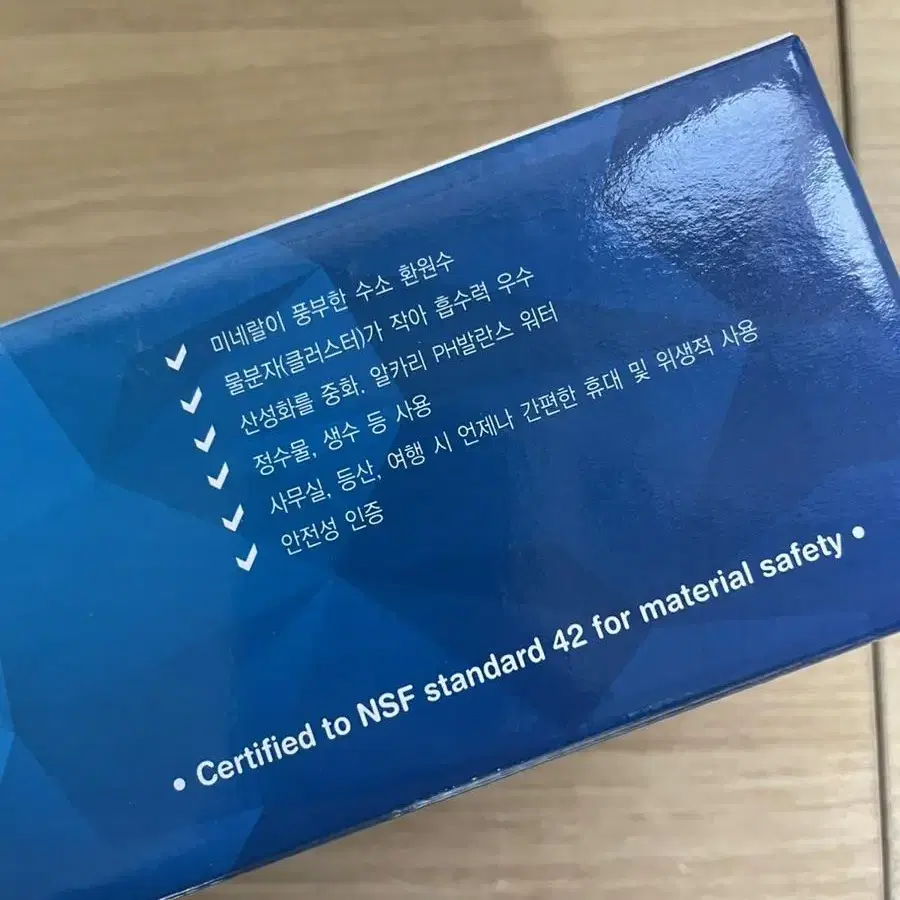 미네랄이 풍부한 수소 환원수
물분자(클러스터)가 작아 흡수력 우수
산성화를 중화, 알카리 PH발란스 워터
정수물, 생수 등 사용
사무실, 등산, 여행 시 언제나 간편한 휴대 및 위생적 사용
안전성 인증
• Certified to NSF standard 42 for material safety •